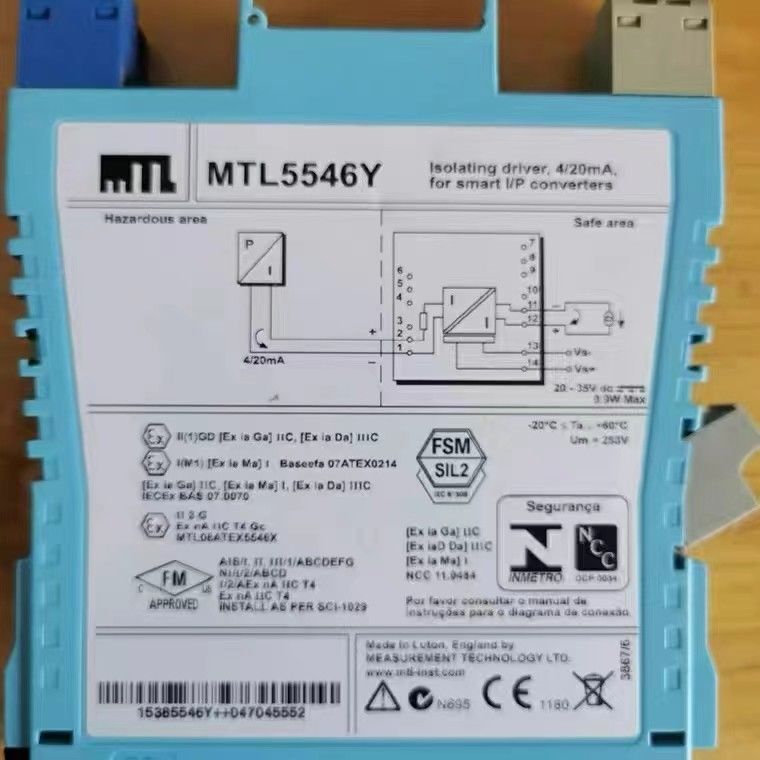 MTL
MTL5546Y
Isolating driver, 4/20mA,
for smart I/P converters
Hazardous area
Safe area
P
I
6
5
4
3
2
1
+
−
4/20mA
I
I
7
8
9
10
11
12
13
14
−
+
Vs-
Vs+
20 - 35V dc
0.9W Max
II(1)GD [Ex ia Ga] IIC, [Ex ia Da] IIIC
I(M1) [Ex ia Ma] I Baseefa 07ATEX0214
[Ex ia Ga] IIC, [Ex ia Ma] I, [Ex ia Da] IIIC
IECEx BAS 07.0070
II 3 G
Ex nA IIC T4 Gc
MTL06ATEX5546X
FSM
SIL2
-20°C ≤ Ta +60°C
Um = 253V
Segurança
INMETRO
NCC
[Ex ia Ga] IIC
[Ex iaD Da] IIIC
[Ex ia Ma] I
NCC 11.0484
Por favor consultar o manual de
instruções para o diagrama de conexão
C FM US
APPROVED
AIS/I, II, III/1/ABCDEFG
NI/I/2/ABCD
I/2/AEx nA IIC T4
Ex nA IIC T4
INSTALL AS PER SCI-1029
Made in Luton, England by
MEASUREMENT TECHNOLOGY LTD.
www.mtl-inst.com
N695
CE 1180
3867/6
15385546Y++047045552